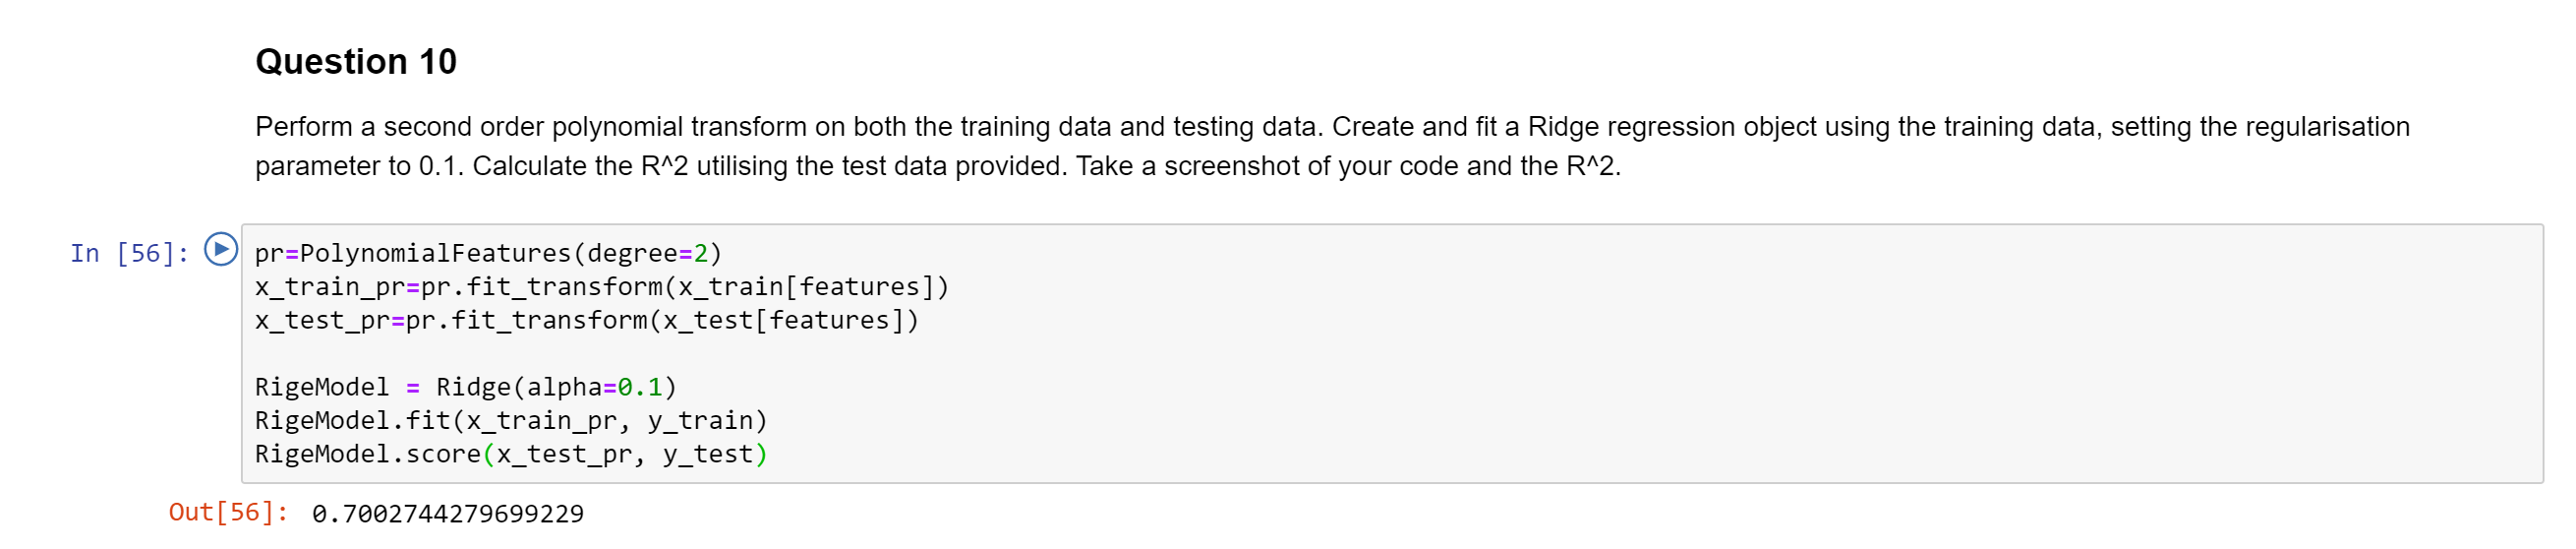 Question 10
Perform a second order polynomial transform on both the training data and testing data. Create and fit a Ridge regression object using the training data, setting the regularisation
parameter to 0.1. Calculate the R^2 utilising the test data provided. Take a screenshot of your code and the R^2.
In [56]: pr=PolynomialFeatures(degree=2)
x_train_pr=pr.fit_transform(x_train[features])
x_test_pr=pr.fit_transform(x_test[features])
RigeModel = Ridge(alpha=0.1)
RigeModel.fit(x_train_pr, y_train)
RigeModel.score(x_test_pr, y_test)
Out[56]: 0.7002744279699229